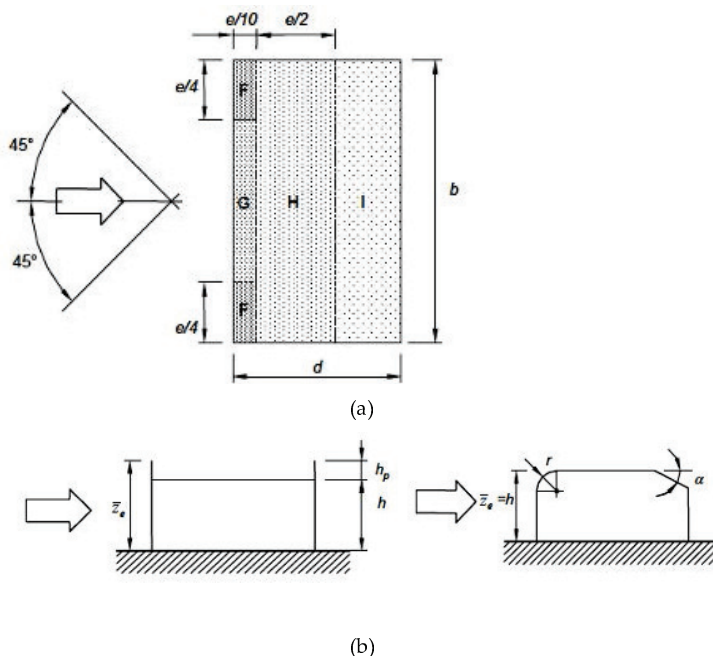 e/10 e/2
e/4
F
45°
G H I
b
45°
e/4
F
d
(a)
h_p
r
α
z̅_e
h
z̅_e =h
(b)